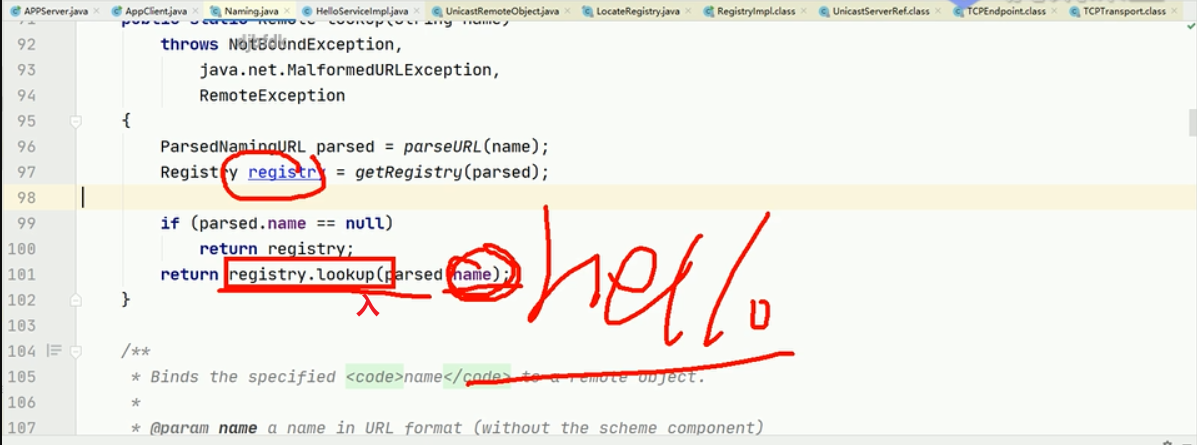 APPServer.java AppClient.java Naming.java HelloServiceImpl.java UnicastRemoteObject.java LocateRegistry.java RegistryImpl.class UnicastServerRef.class TCPEndpoint.class TCPTransport.class
public static Remote lookup(String name)
92 throws NotBoundException,
93 java.net.MalformedURLException,
94 RemoteException
95 {
96 ParsedNamingURL parsed = parseURL(name);
97 Registry registry = getRegistry(parsed);
98
99 if (parsed.name == null)
100 return registry;
101 return registry.lookup(parsed.name);
hello
102 }
103
104 /**
105 * Binds the specified <code>name</code> to a remote object.
106 *
107 * @param name a name in URL format (without the scheme component)